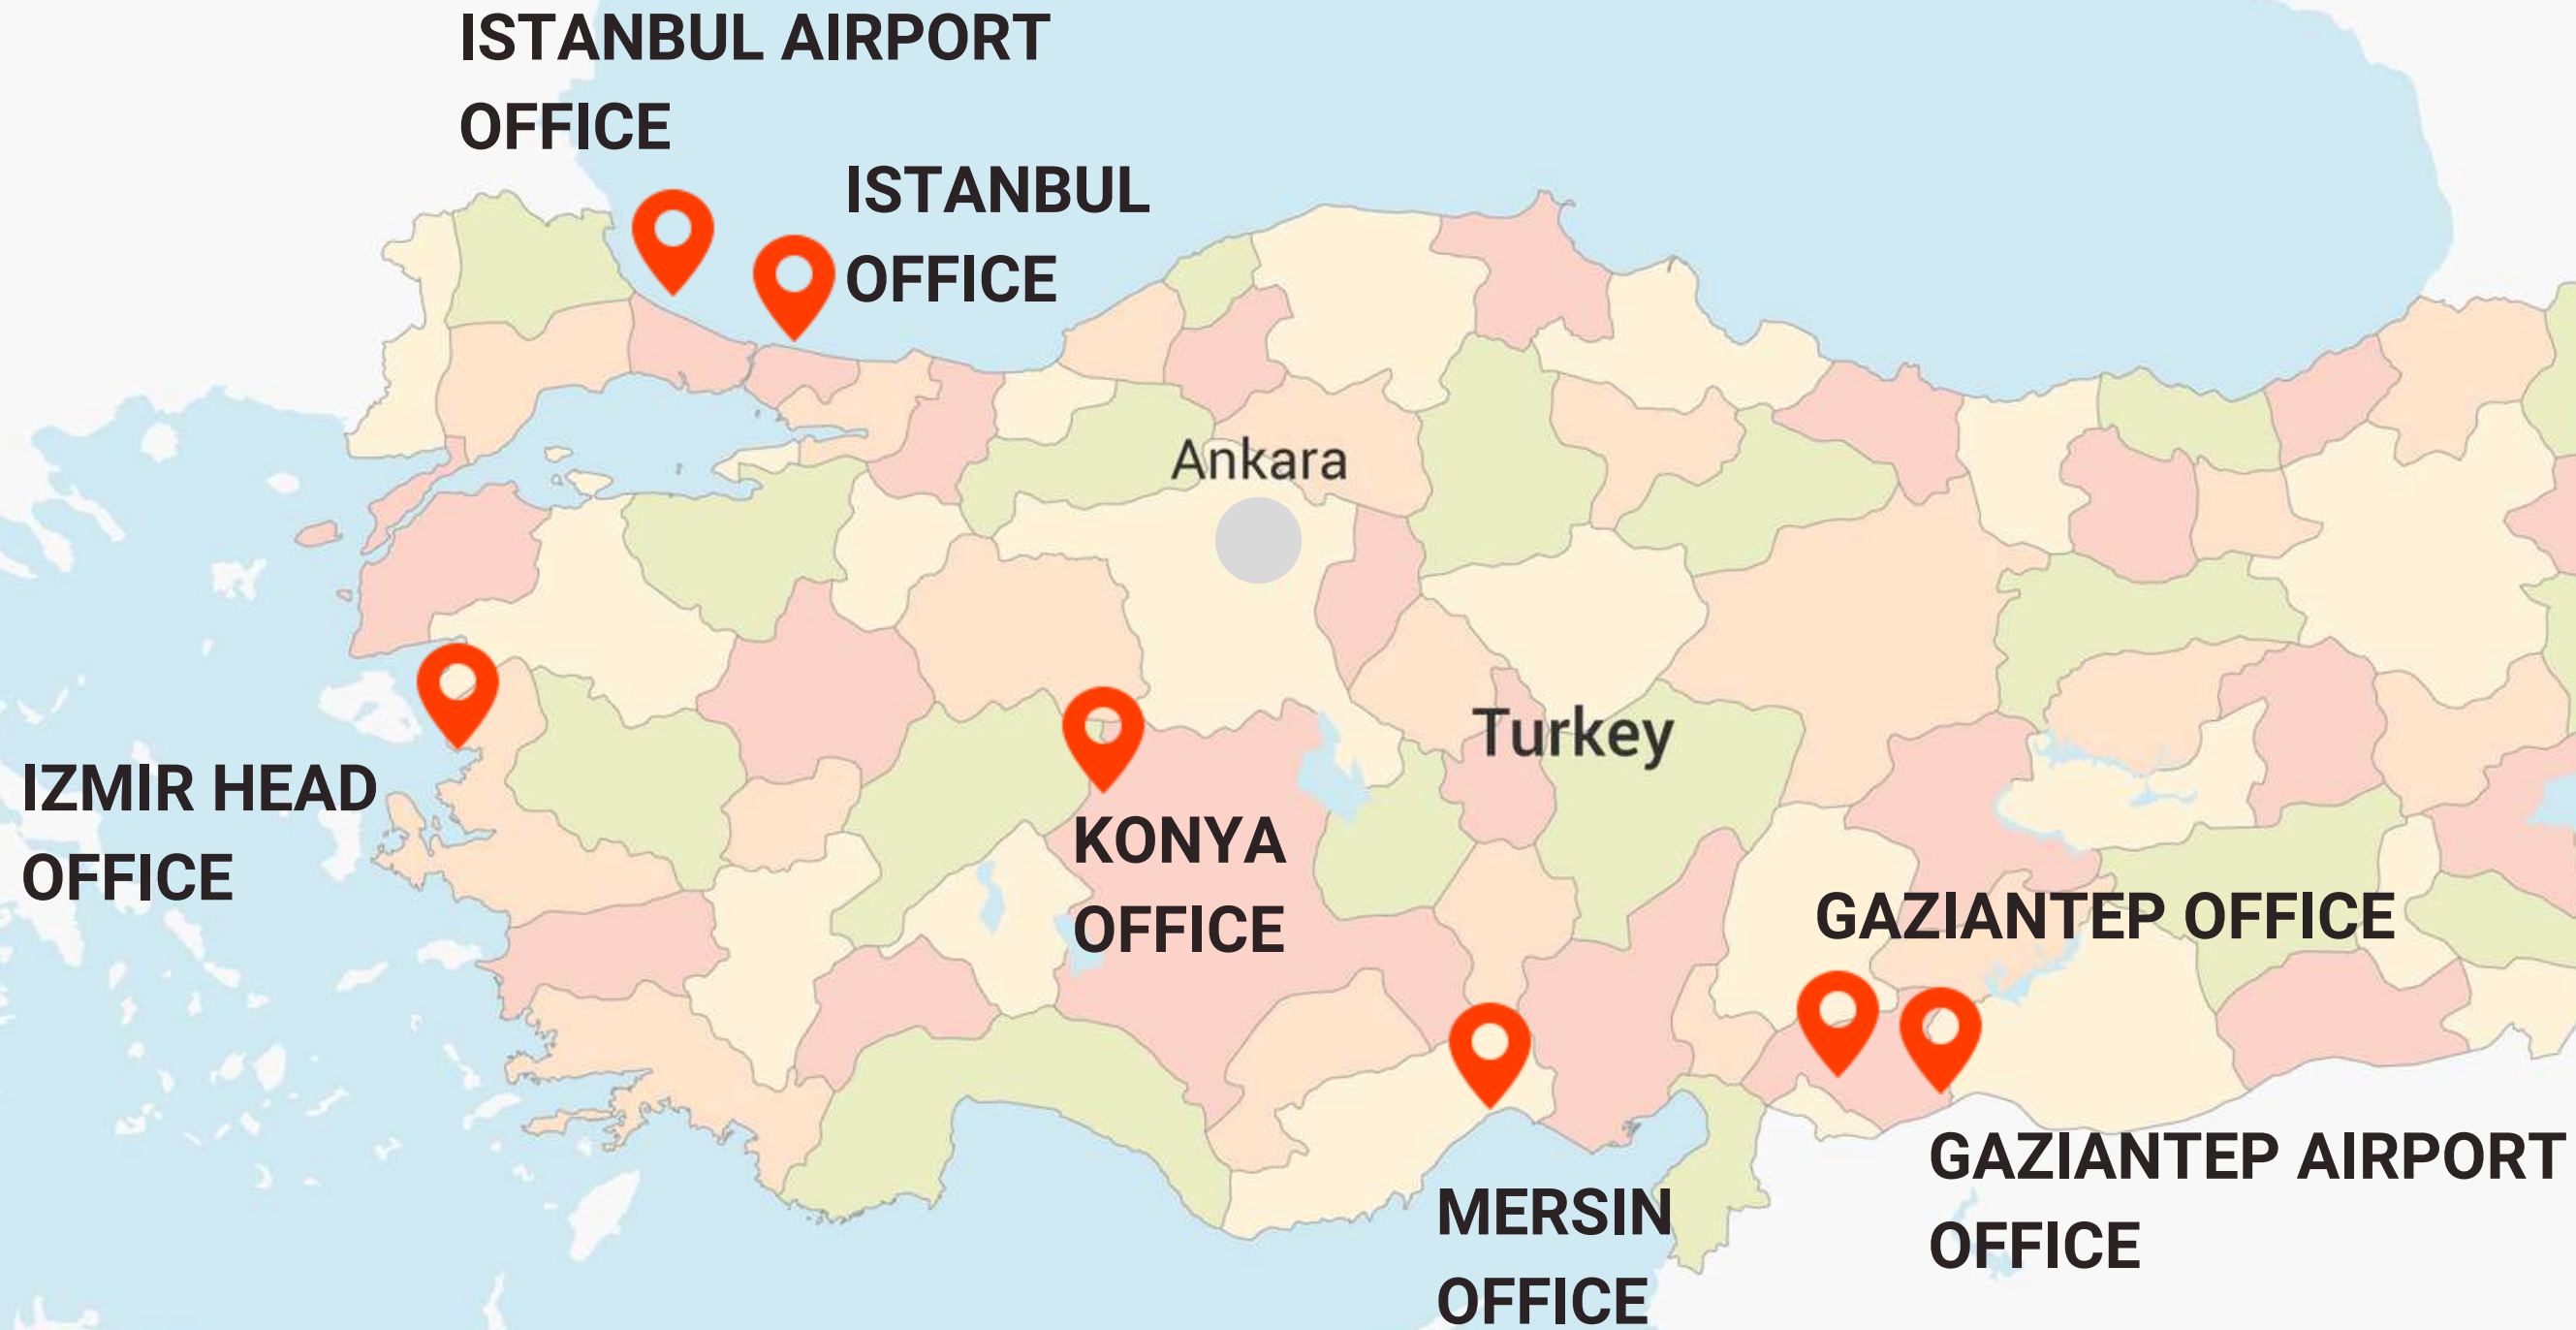 ISTANBUL AIRPORT
OFFICE
ISTANBUL
OFFICE
Ankara
Turkey
IZMIR HEAD
OFFICE
KONYA
OFFICE
GAZIANTEP OFFICE
GAZIANTEP AIRPORT
OFFICE
MERSIN
OFFICE